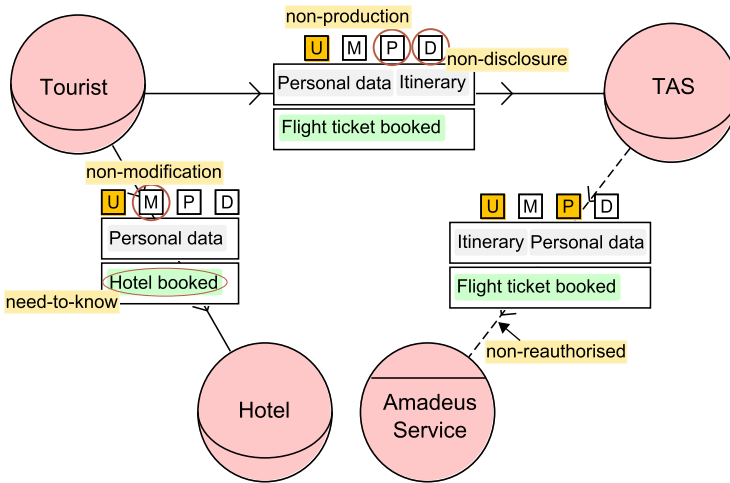 non-production
U M P D
non-disclosure
Tourist
Personal data Itinerary
TAS
Flight ticket booked
non-modification
U M P D
U M P D
Personal data
Itinerary Personal data
Hotel booked
Flight ticket booked
need-to-know
non-reauthorised
Hotel
Amadeus
Service